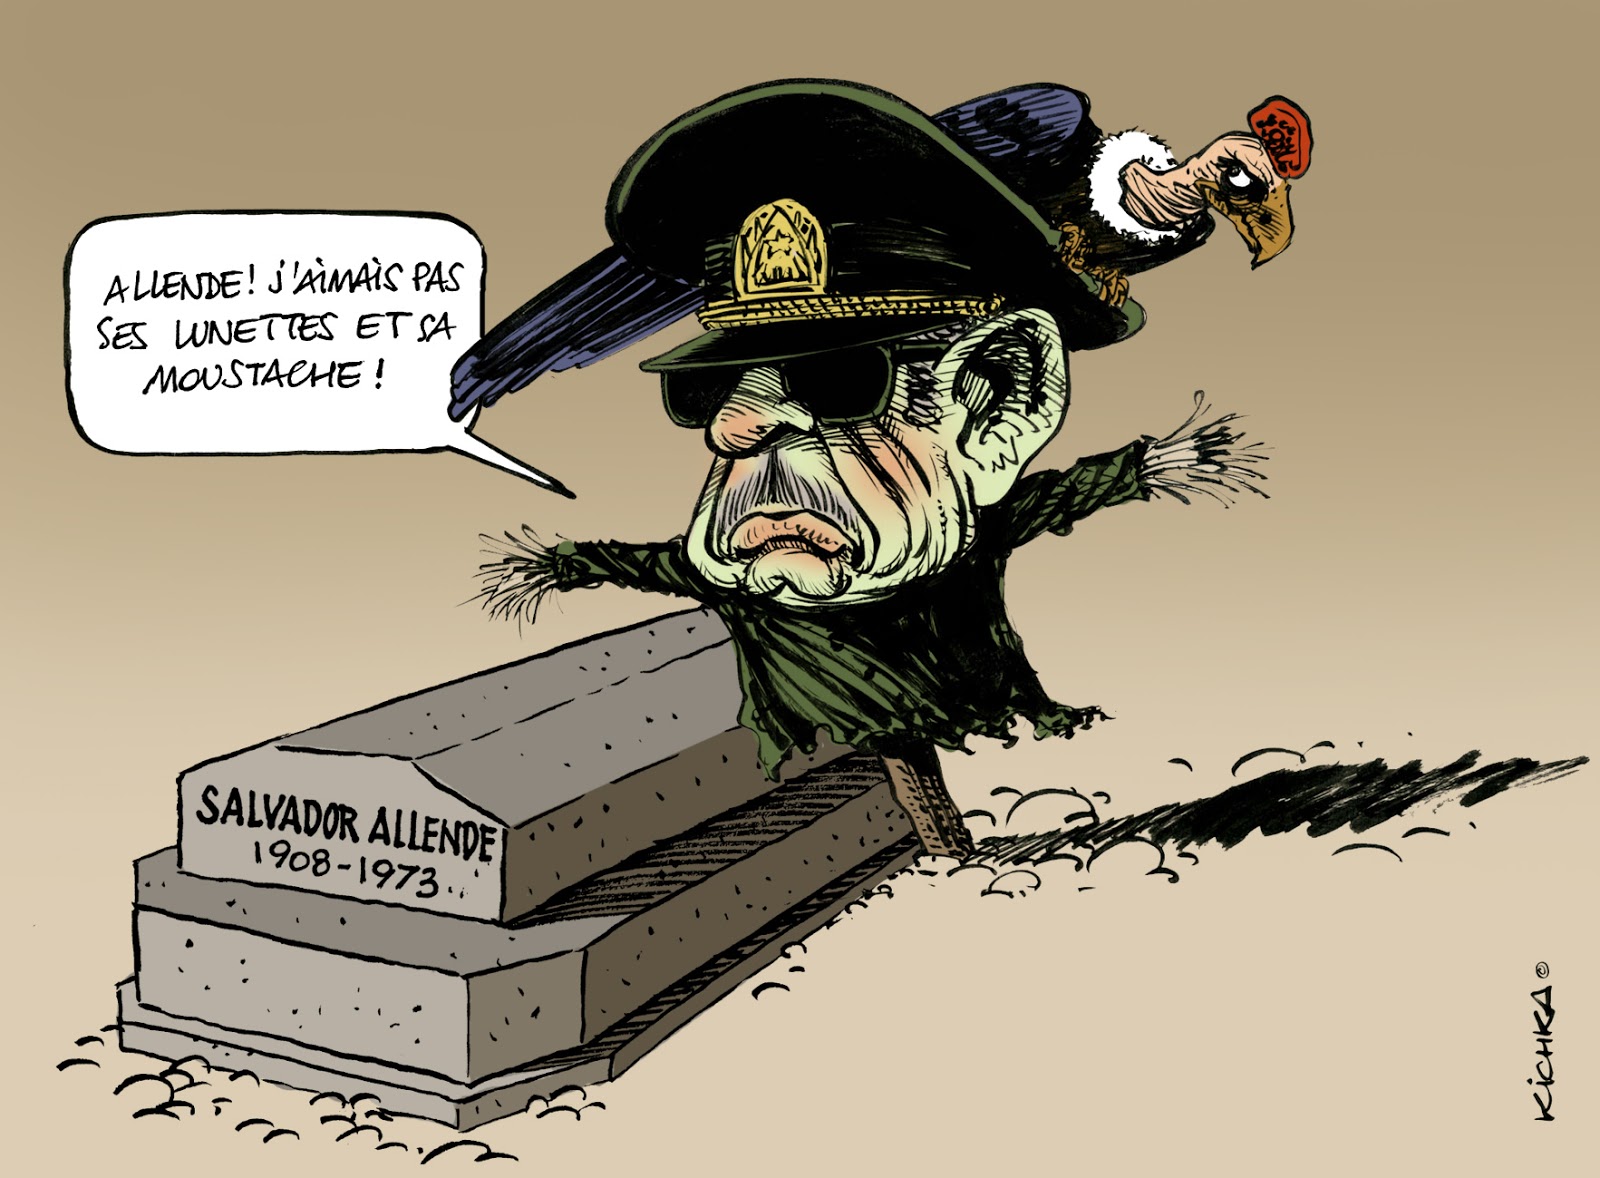 ALLENDE! J'AIMAIS PAS
SES LUNETTES ET SA
MOUSTACHE!
SALVADOR ALLENDE
1908-1973
KICHKA ©